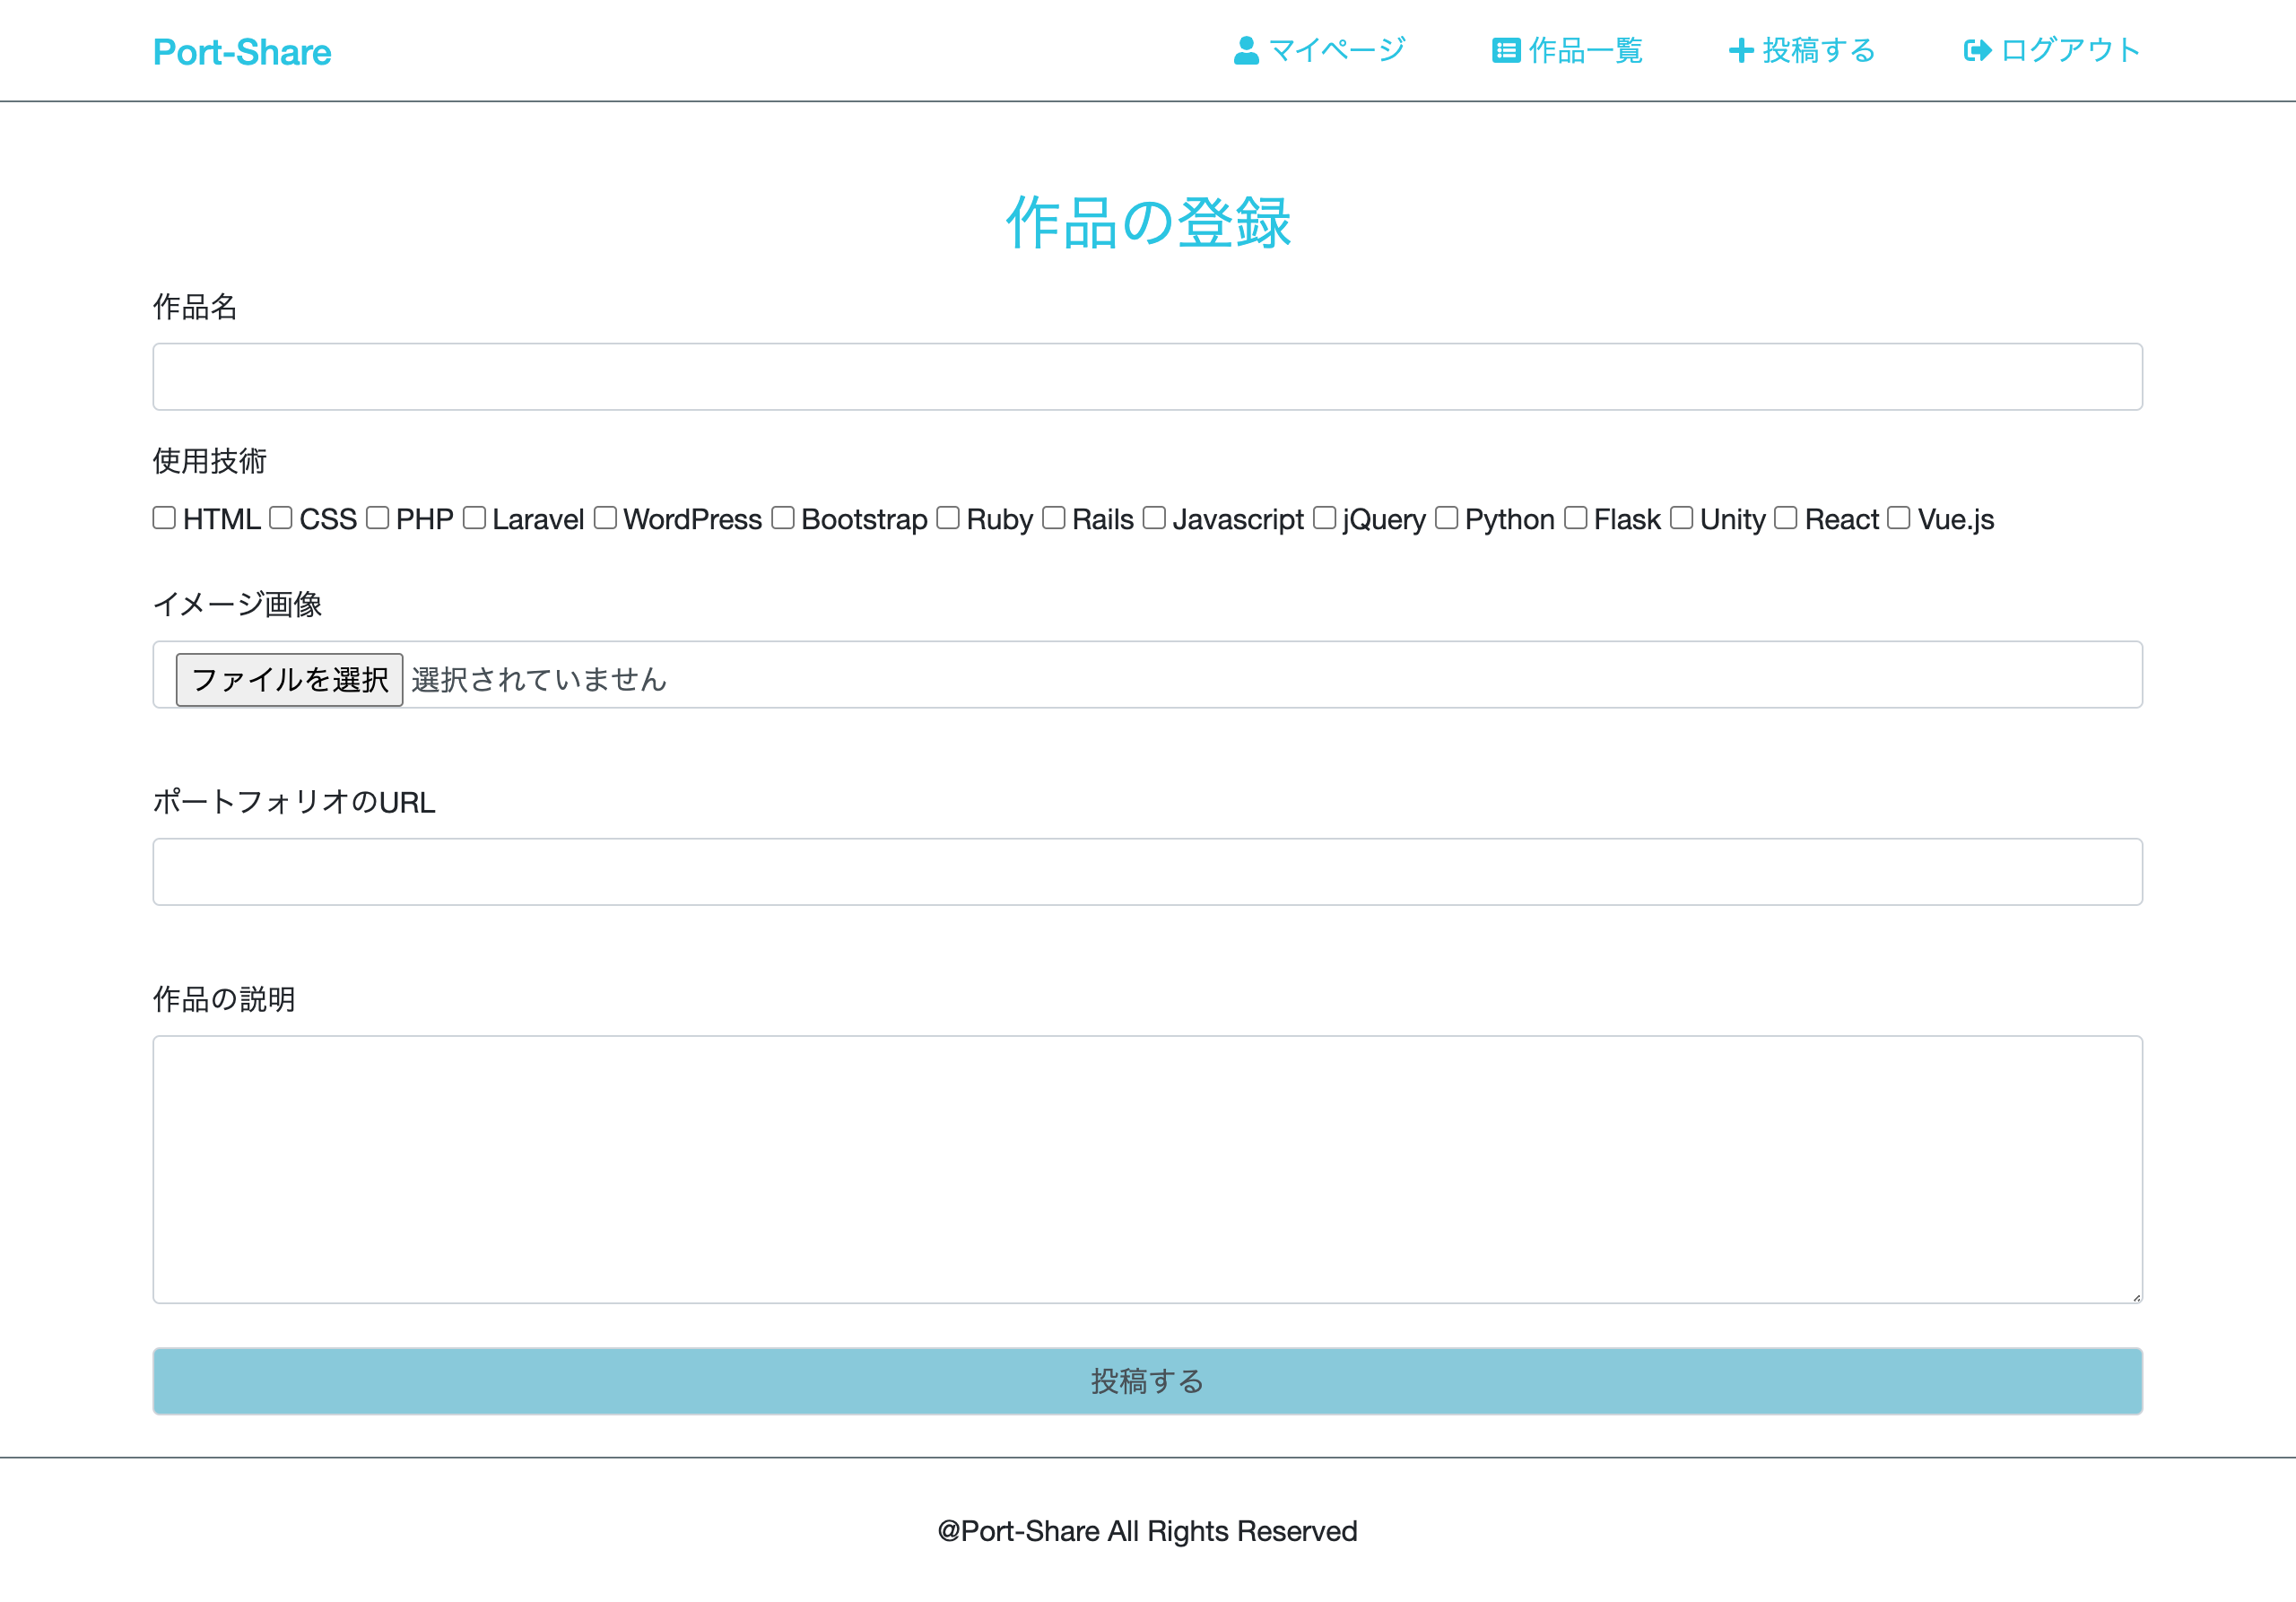 Port-Share マイページ 作品一覧 投稿する ログアウト
作品の登録
作品名
使用技術
HTML CSS PHP Laravel WordPress Bootstrap Ruby Rails Javascript jQuery Python Flask Unity React Vue.js
イメージ画像
ファイルを選択 選択されていません
ポートフォリオのURL
作品の説明
投稿する
@Port-Share All Rights Reserved